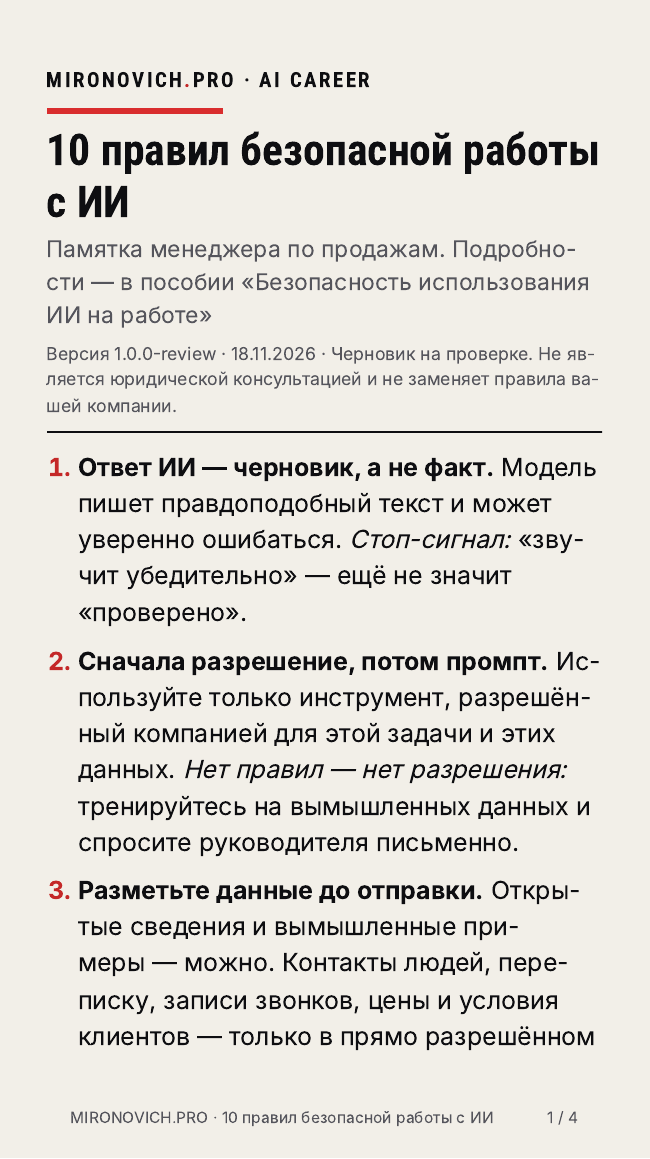 MIRONOVICH.PRO · AI CAREER
10 правил безопасной работы
с ИИ
Памятка менеджера по продажам. Подробно-
сти — в пособии «Безопасность использования
ИИ на работе»
Версия 1.0.0-review · 18.11.2026 · Черновик на проверке. Не яв-
ляется юридической консультацией и не заменяет правила ва-
шей компании.
1. Ответ ИИ — черновик, а не факт. Модель
пишет правдоподобный текст и может
уверенно ошибаться. Стоп-сигнал: «зву-
чит убедительно» — ещё не значит
«проверено».
2. Сначала разрешение, потом промпт. Ис-
пользуйте только инструмент, разрешён-
ный компанией для этой задачи и этих
данных. Нет правил — нет разрешения:
тренируйтесь на вымышленных данных и
спросите руководителя письменно.
3. Разметьте данные до отправки. Откры-
тые сведения и вымышленные при-
меры — можно. Контакты людей, пере-
писку, записи звонков, цены и условия
клиентов — только в прямо разрешённом
MIRONOVICH.PRO · 10 правил безопасной работы с ИИ 1 / 4